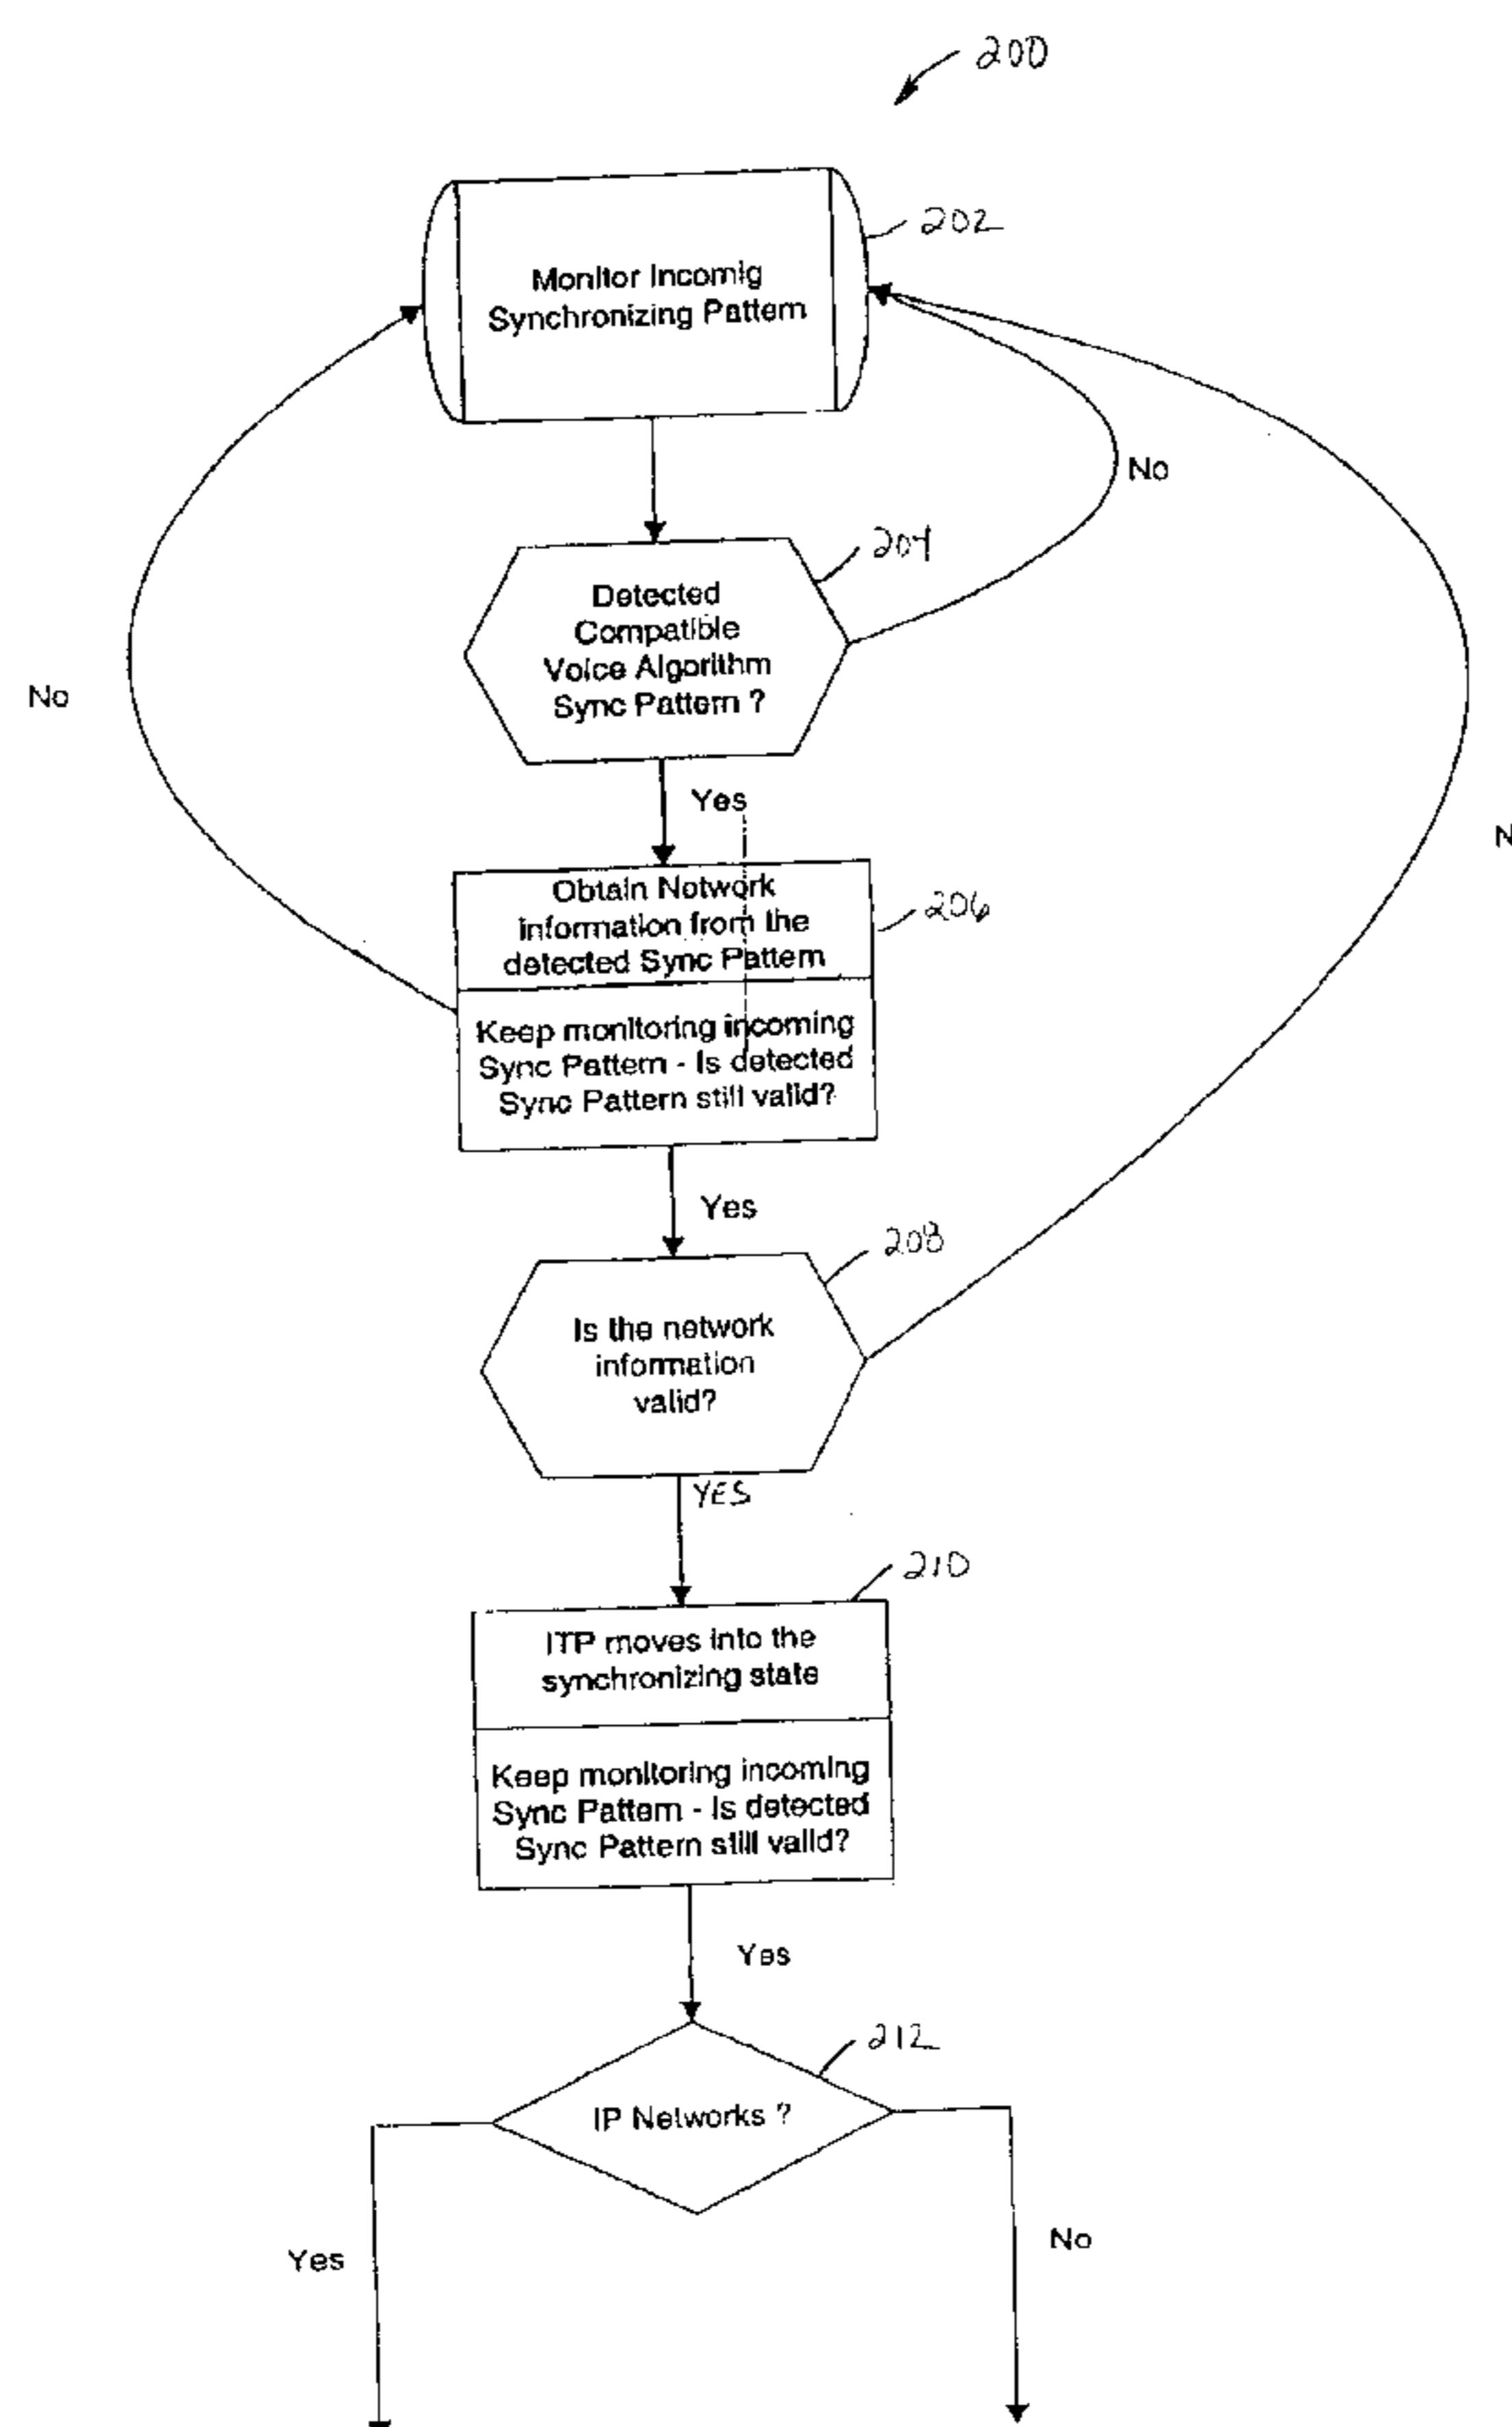 200
202
Monitor Incomig
Synchronizing Pattern
No
204
Detected
Compatible
Voice Algorithm
Sync Pattern ?
No
Yes
Obtain Network
information from the
detected Sync Pattern
206
Keep monitoring incoming
Sync Pattern - Is detected
Sync Pattern still valid?
Yes
208
Is the network
information
valid?
YES
210
ITP moves into the
synchronizing state
Keep monitoring incoming
Sync Pattern - Is detected
Sync Pattern still valid?
Yes
212
IP Networks ?
Yes
No